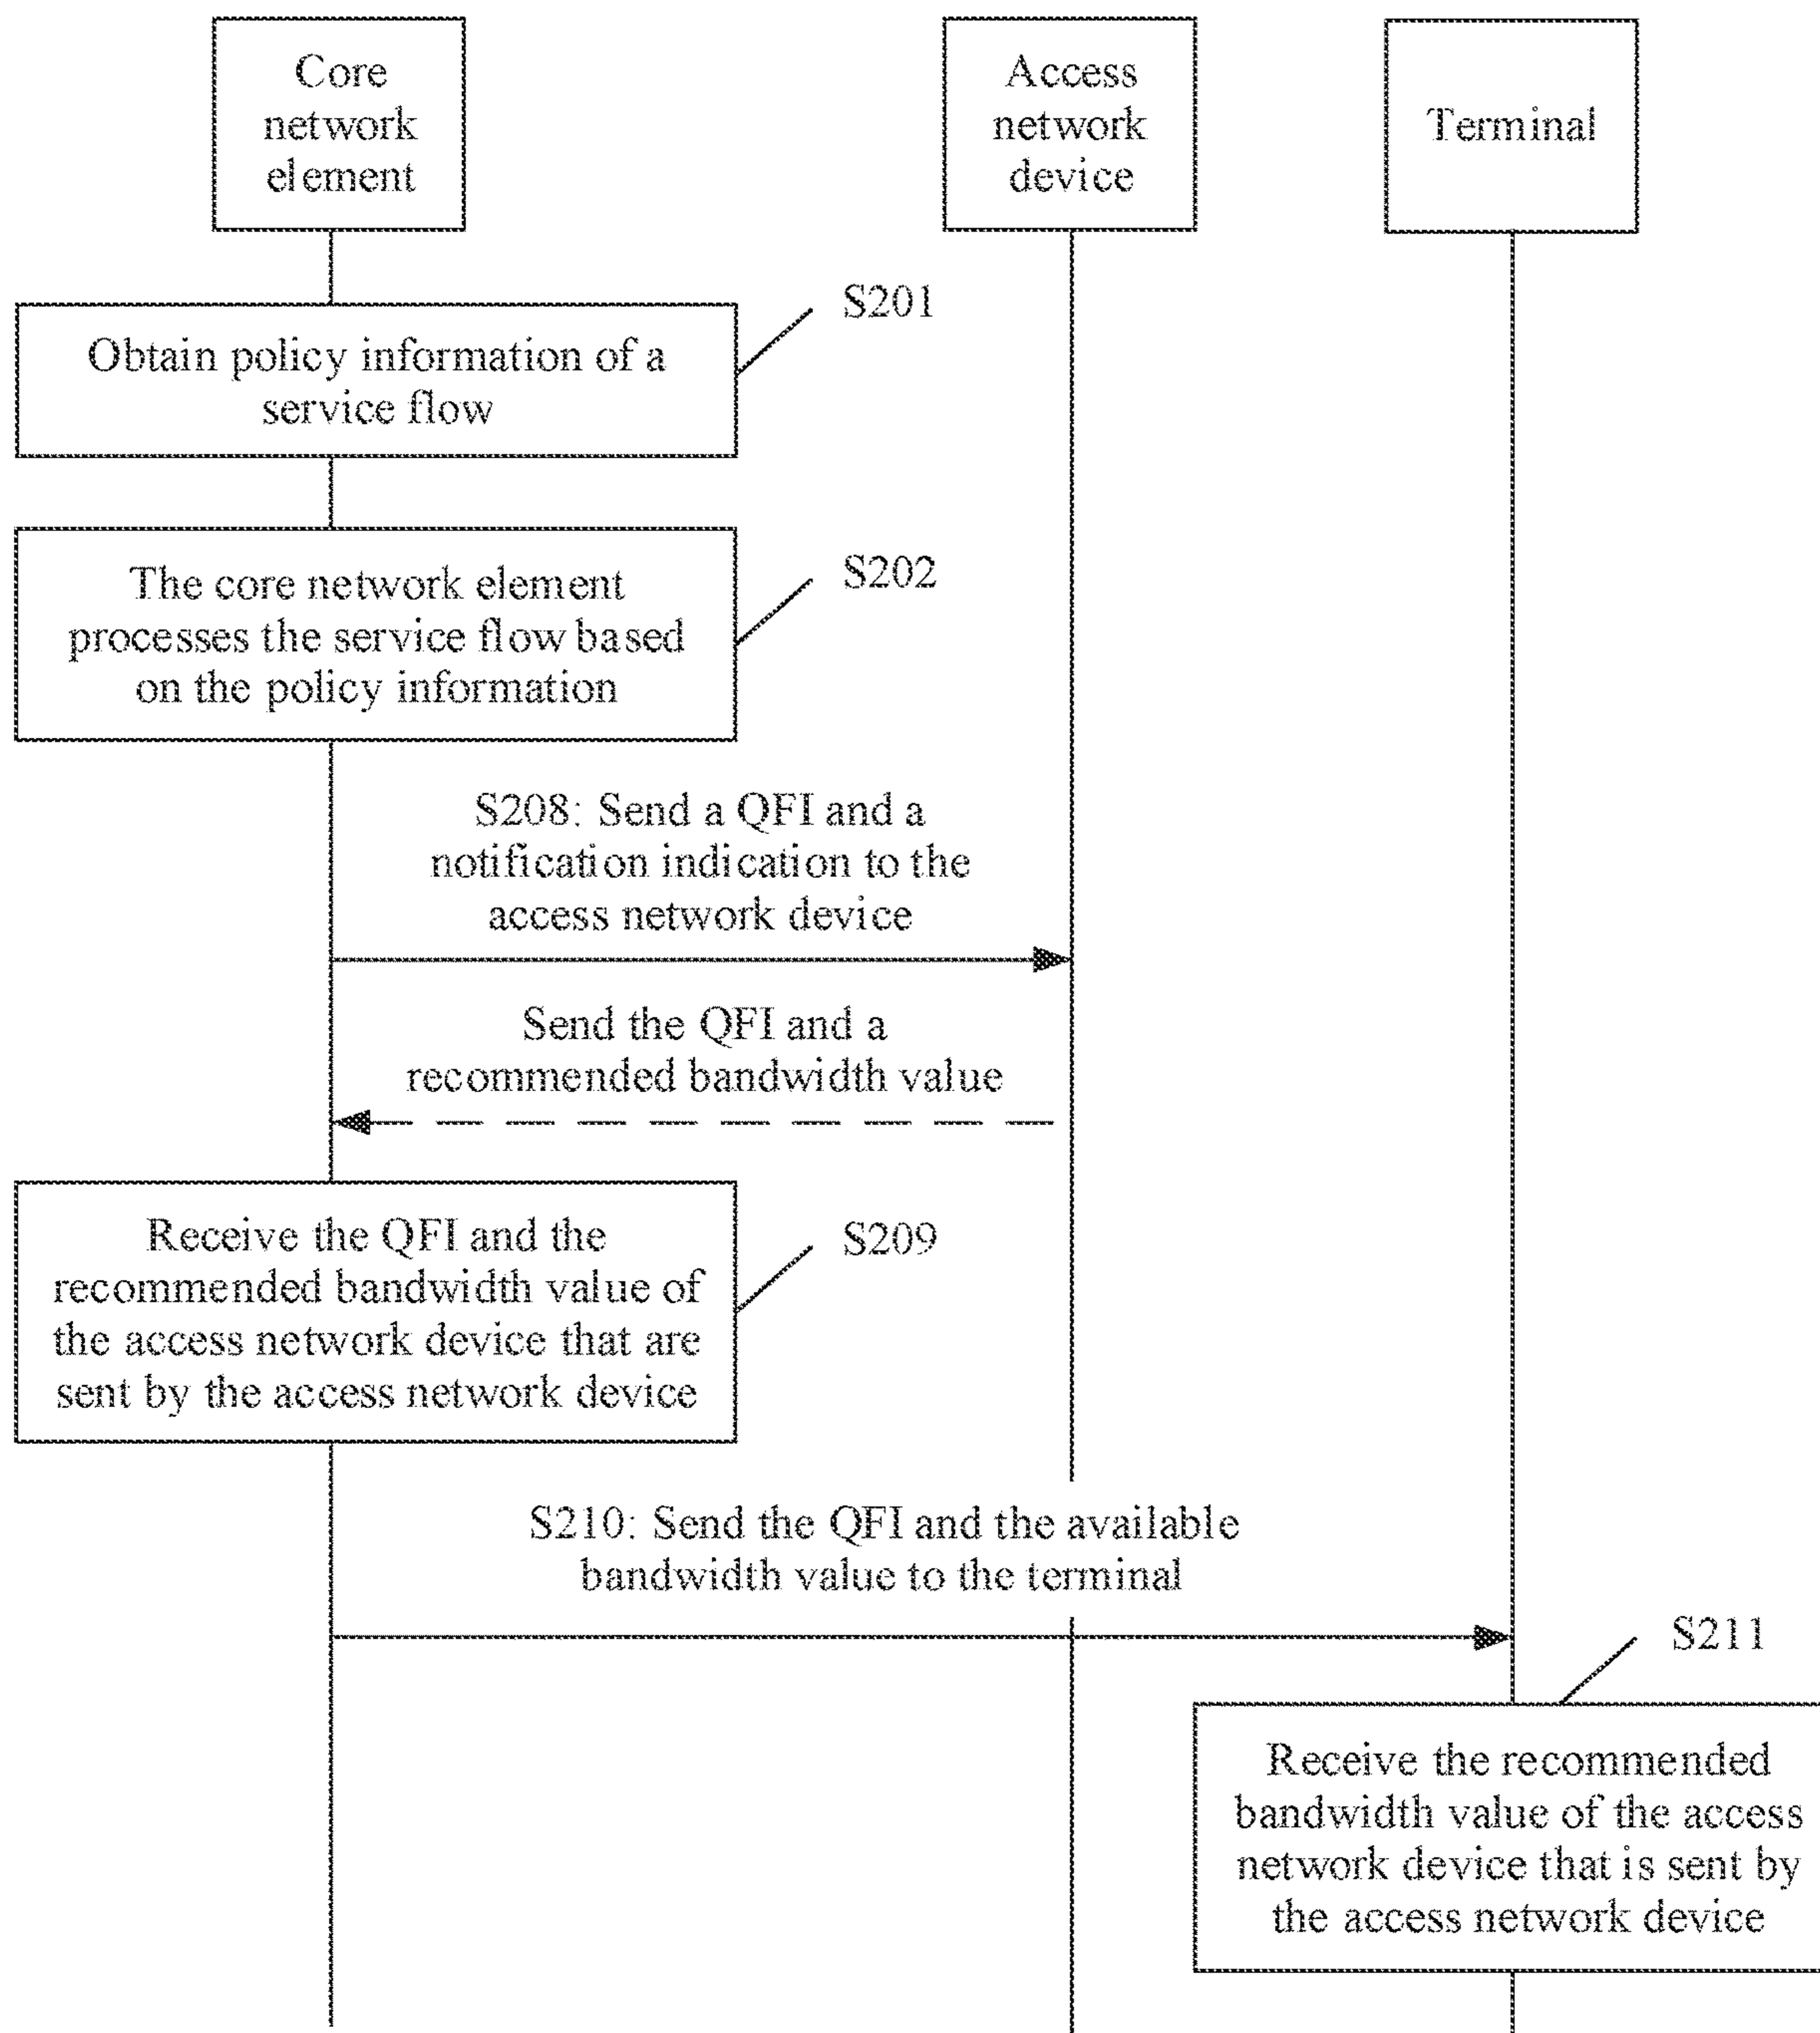 Core
network
element
Access
network
device
Terminal
S201
Obtain policy information of a
service flow
S202
The core network element
processes the service flow based
on the policy information
S208: Send a QFI and a
notification indication to the
access network device
Send the QFI and a
recommended bandwidth value
S209
Receive the QFI and the
recommended bandwidth value of
the access network device that are
sent by the access network device
S210: Send the QFI and the available
bandwidth value to the terminal
S211
Receive the recommended
bandwidth value of the access
network device that is sent by
the access network device